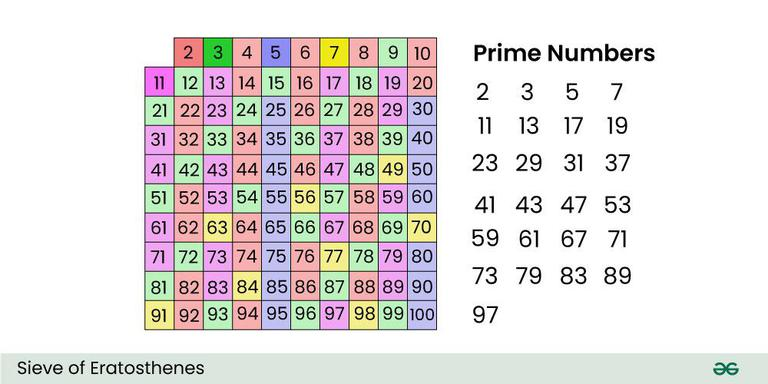 2 3 4 5 6 7 8 9 10
11 12 13 14 15 16 17 18 19 20
21 22 23 24 25 26 27 28 29 30
31 32 33 34 35 36 37 38 39 40
41 42 43 44 45 46 47 48 49 50
51 52 53 54 55 56 57 58 59 60
61 62 63 64 65 66 67 68 69 70
71 72 73 74 75 76 77 78 79 80
81 82 83 84 85 86 87 88 89 90
91 92 93 94 95 96 97 98 99 100
Prime Numbers
2 3 5 7
11 13 17 19
23 29 31 37
41 43 47 53
59 61 67 71
73 79 83 89
97
Sieve of Eratosthenes